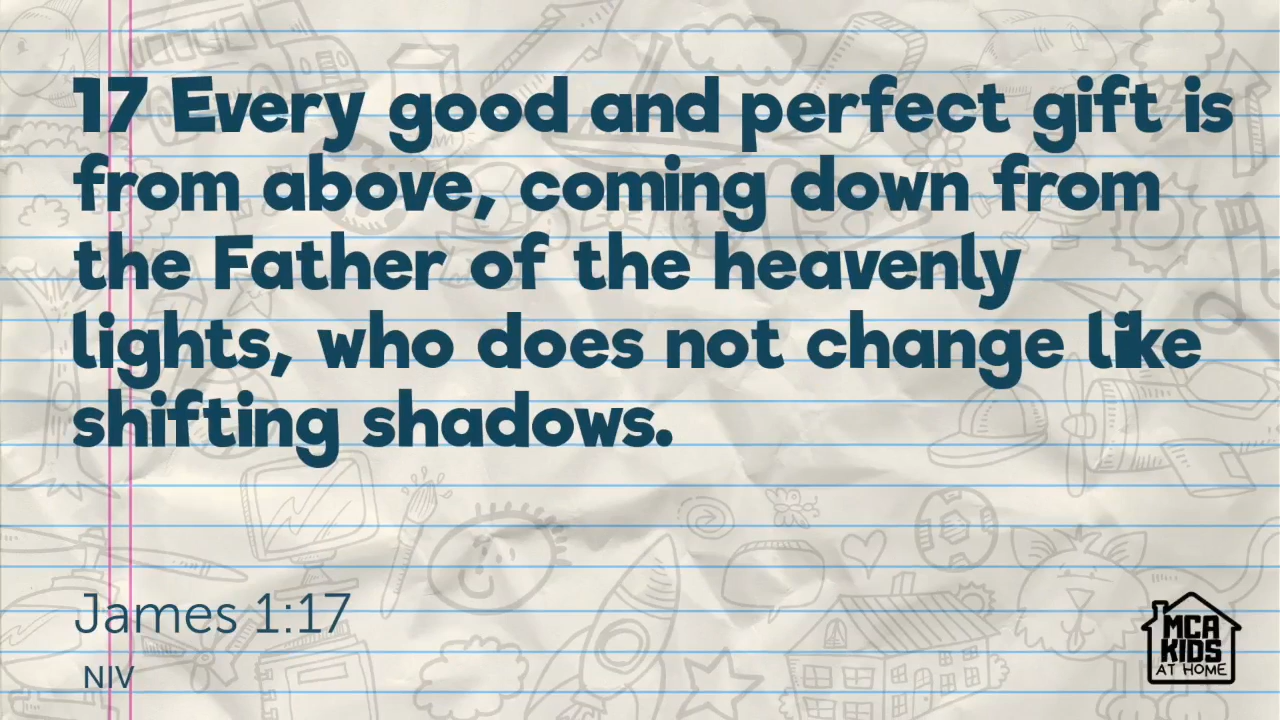 17 Every good and perfect gift is
from above, coming down from
the Father of the heavenly
lights, who does not change like
shifting shadows.
James 1:17
NIV
MCA
KIDS
AT HOME